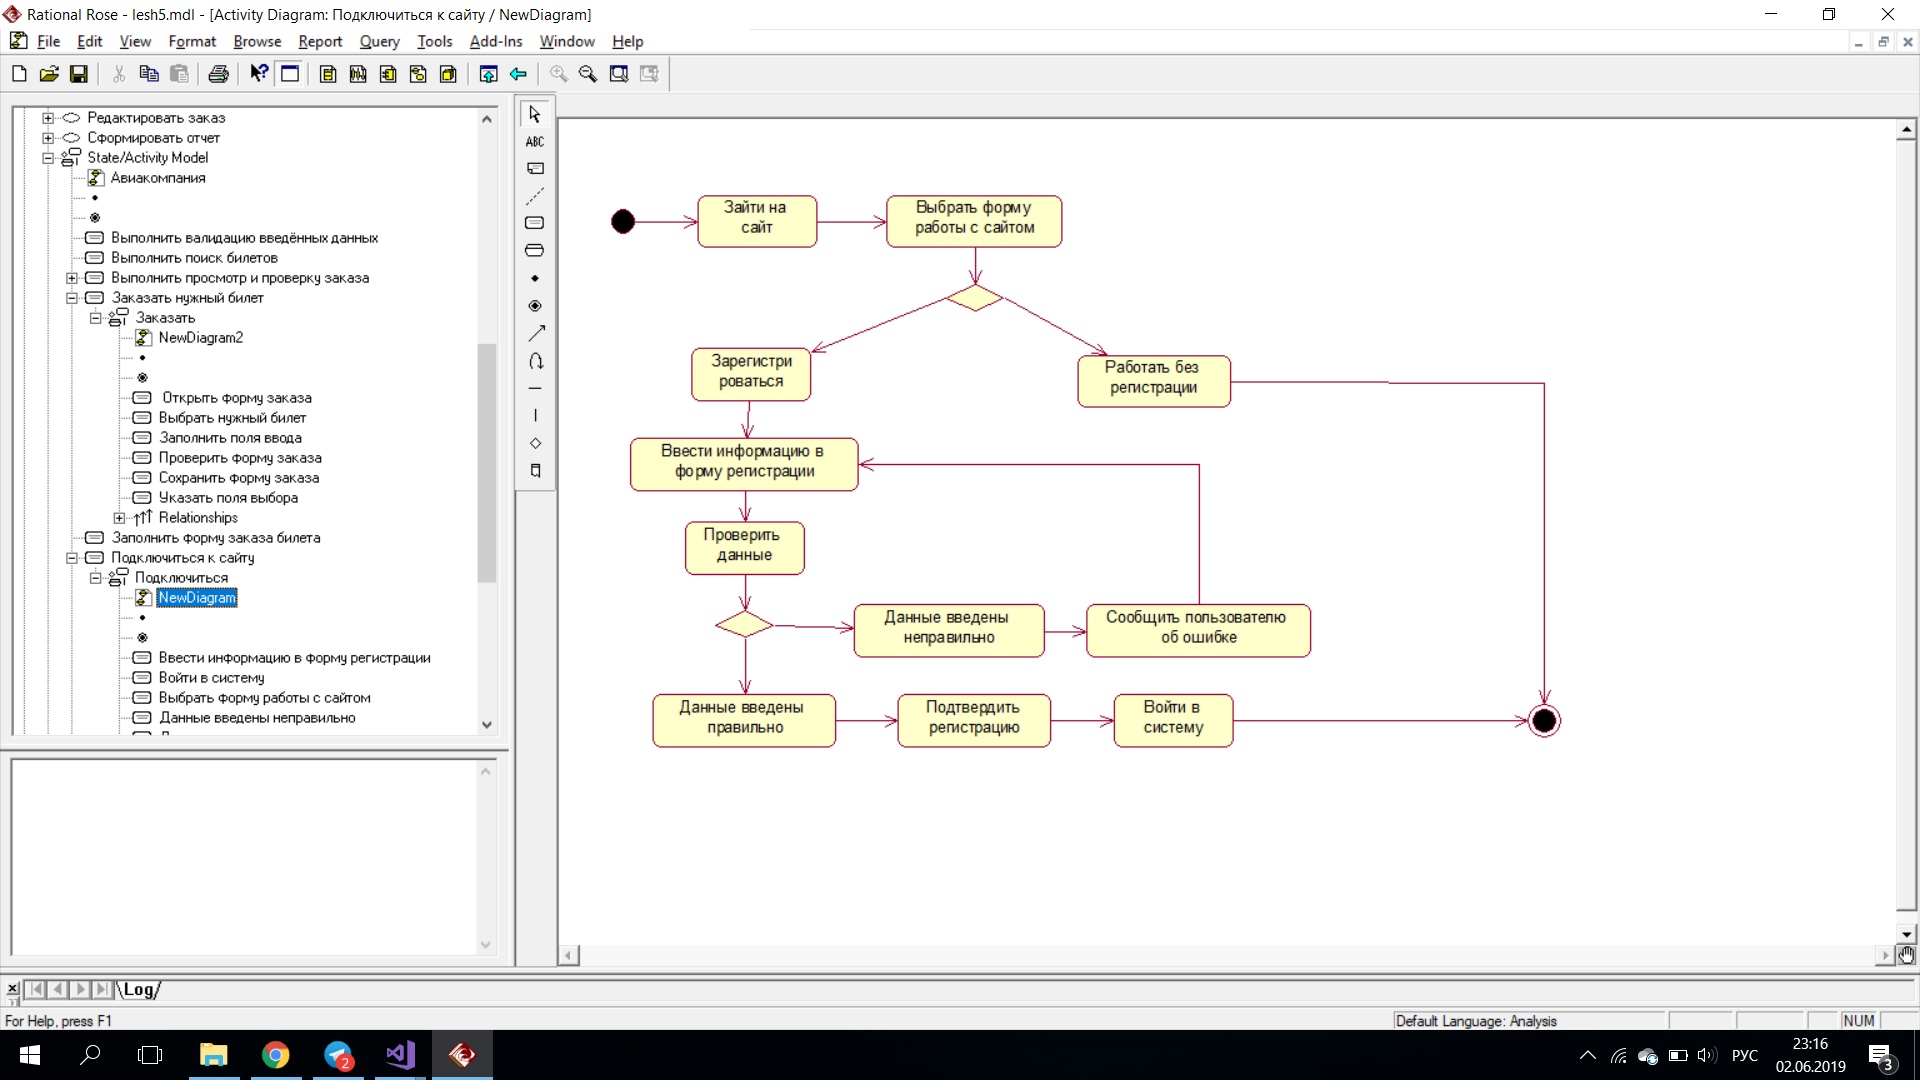 Rational Rose - lesh5.mdl - [Activity Diagram: Подключиться к сайту / NewDiagram]
File Edit View Format Browse Report Query Tools Add-Ins Window Help
Редактировать заказ
Сформировать отчет
State/Activity Model
Авиакомпания
Выполнить валидацию введённых данных
Выполнить поиск билетов
Выполнить просмотр и проверку заказа
Заказать нужный билет
Заказать
NewDiagram2
Открыть форму заказа
Выбрать нужный билет
Заполнить поля ввода
Проверить форму заказа
Сохранить форму заказа
Указать поля выбора
Relationships
Заполнить форму заказа билета
Подключиться к сайту
Подключиться
NewDiagram
Ввести информацию в форму регистрации
Войти в систему
Выбрать форму работы с сайтом
Данные введены неправильно
ABC
Зайти на
сайт
Выбрать форму
работы с сайтом
Зарегистри
роваться
Работать без
регистрации
Ввести информацию в
форму регистрации
Проверить
данные
Данные введены
неправильно
Сообщить пользователю
об ошибке
Данные введены
правильно
Подтвердить
регистрацию
Войти в
систему
Log
For Help, press F1
Default Language: Analysis
NUM
2
РУС
23:16
02.06.2019
3